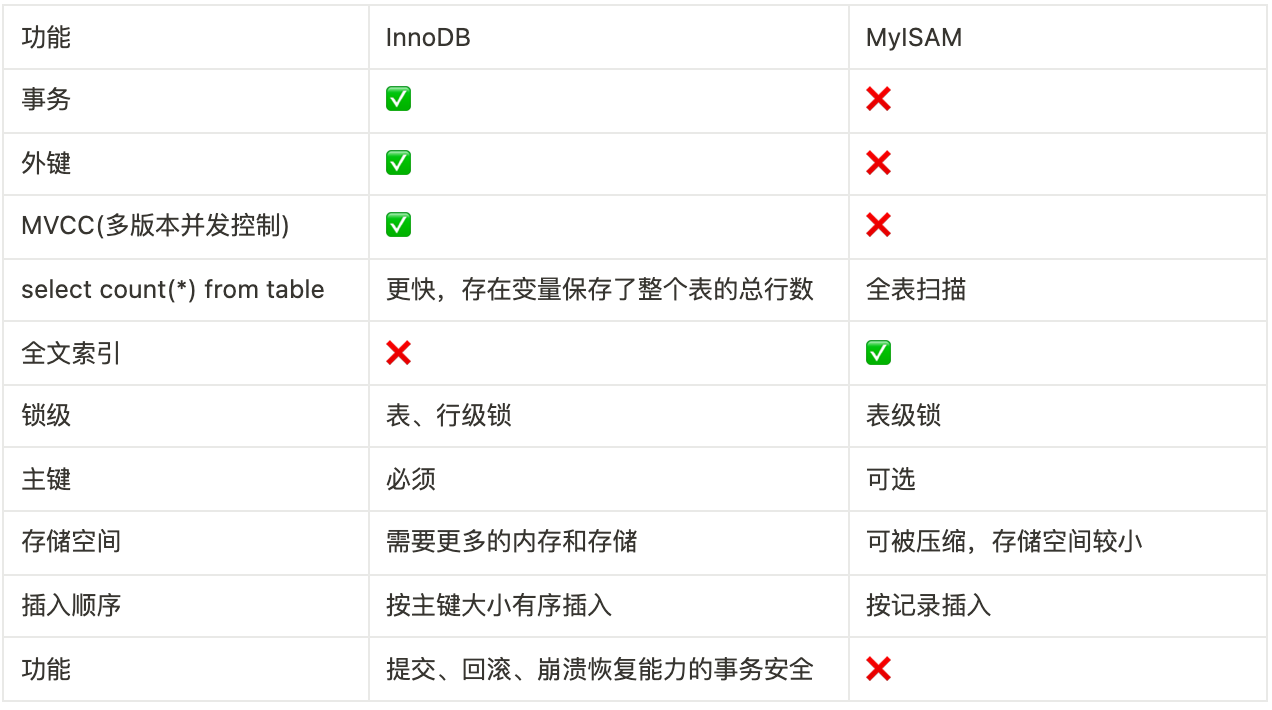 功能 InnoDB MyISAM
事务 ✅ ❌
外键 ✅ ❌
MVCC(多版本并发控制) ✅ ❌
select count(*) from table 更快，存在变量保存了整个表的总行数 全表扫描
全文索引 ❌ ✅
锁级 表、行级锁 表级锁
主键 必须 可选
存储空间 需要更多的内存和存储 可被压缩，存储空间较小
插入顺序 按主键大小有序插入 按记录插入
功能 提交、回滚、崩溃恢复能力的事务安全 ❌